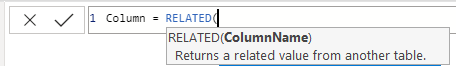 1 Column = RELATED(
RELATED(ColumnName)
Returns a related value from another table.